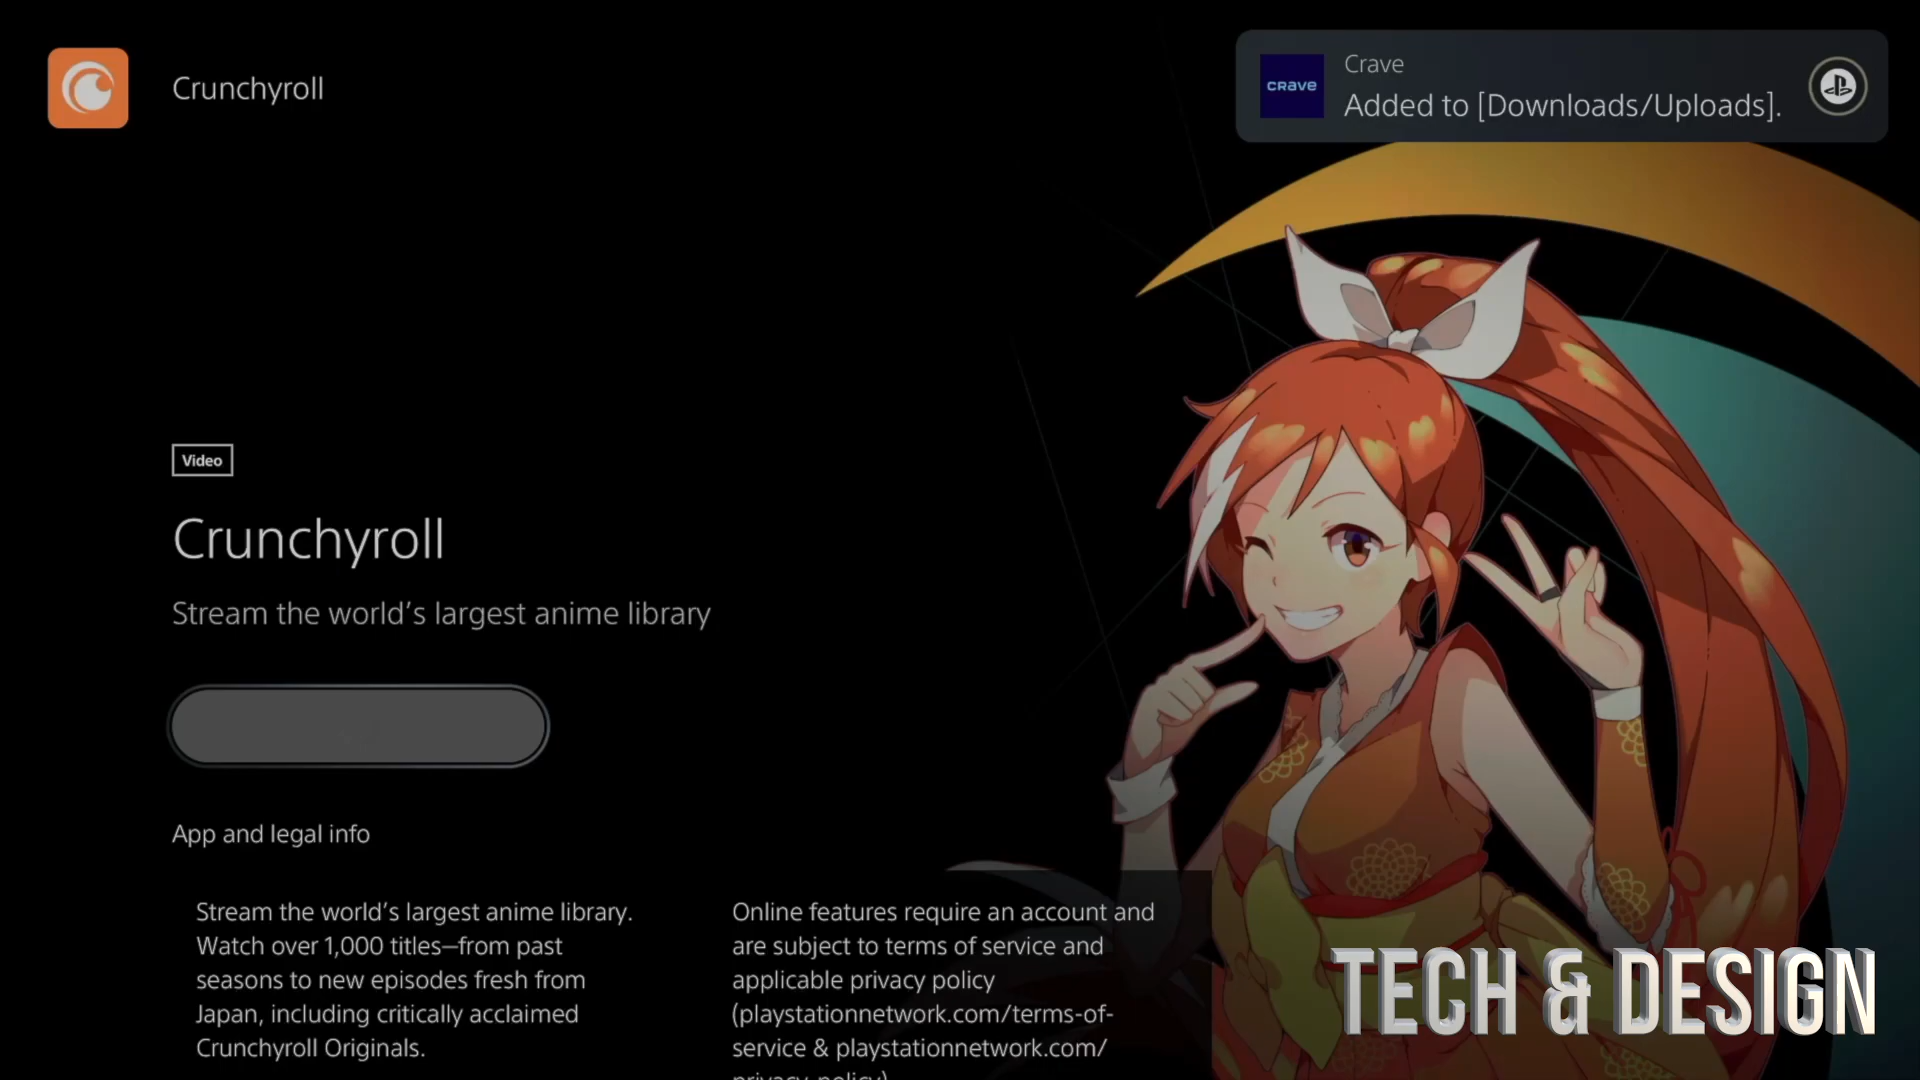 Crunchyroll
CRAVE
Crave
Added to [Downloads/Uploads].
Video
Crunchyroll
Stream the world’s largest anime library
App and legal info
Stream the world’s largest anime library.
Watch over 1,000 titles—from past
seasons to new episodes fresh from
Japan, including critically acclaimed
Crunchyroll Originals.
Online features require an account and
are subject to terms of service and
applicable privacy policy
(playstationnetwork.com/terms-of-
service & playstationnetwork.com/
privacy-policy)
TECH & DESIGN